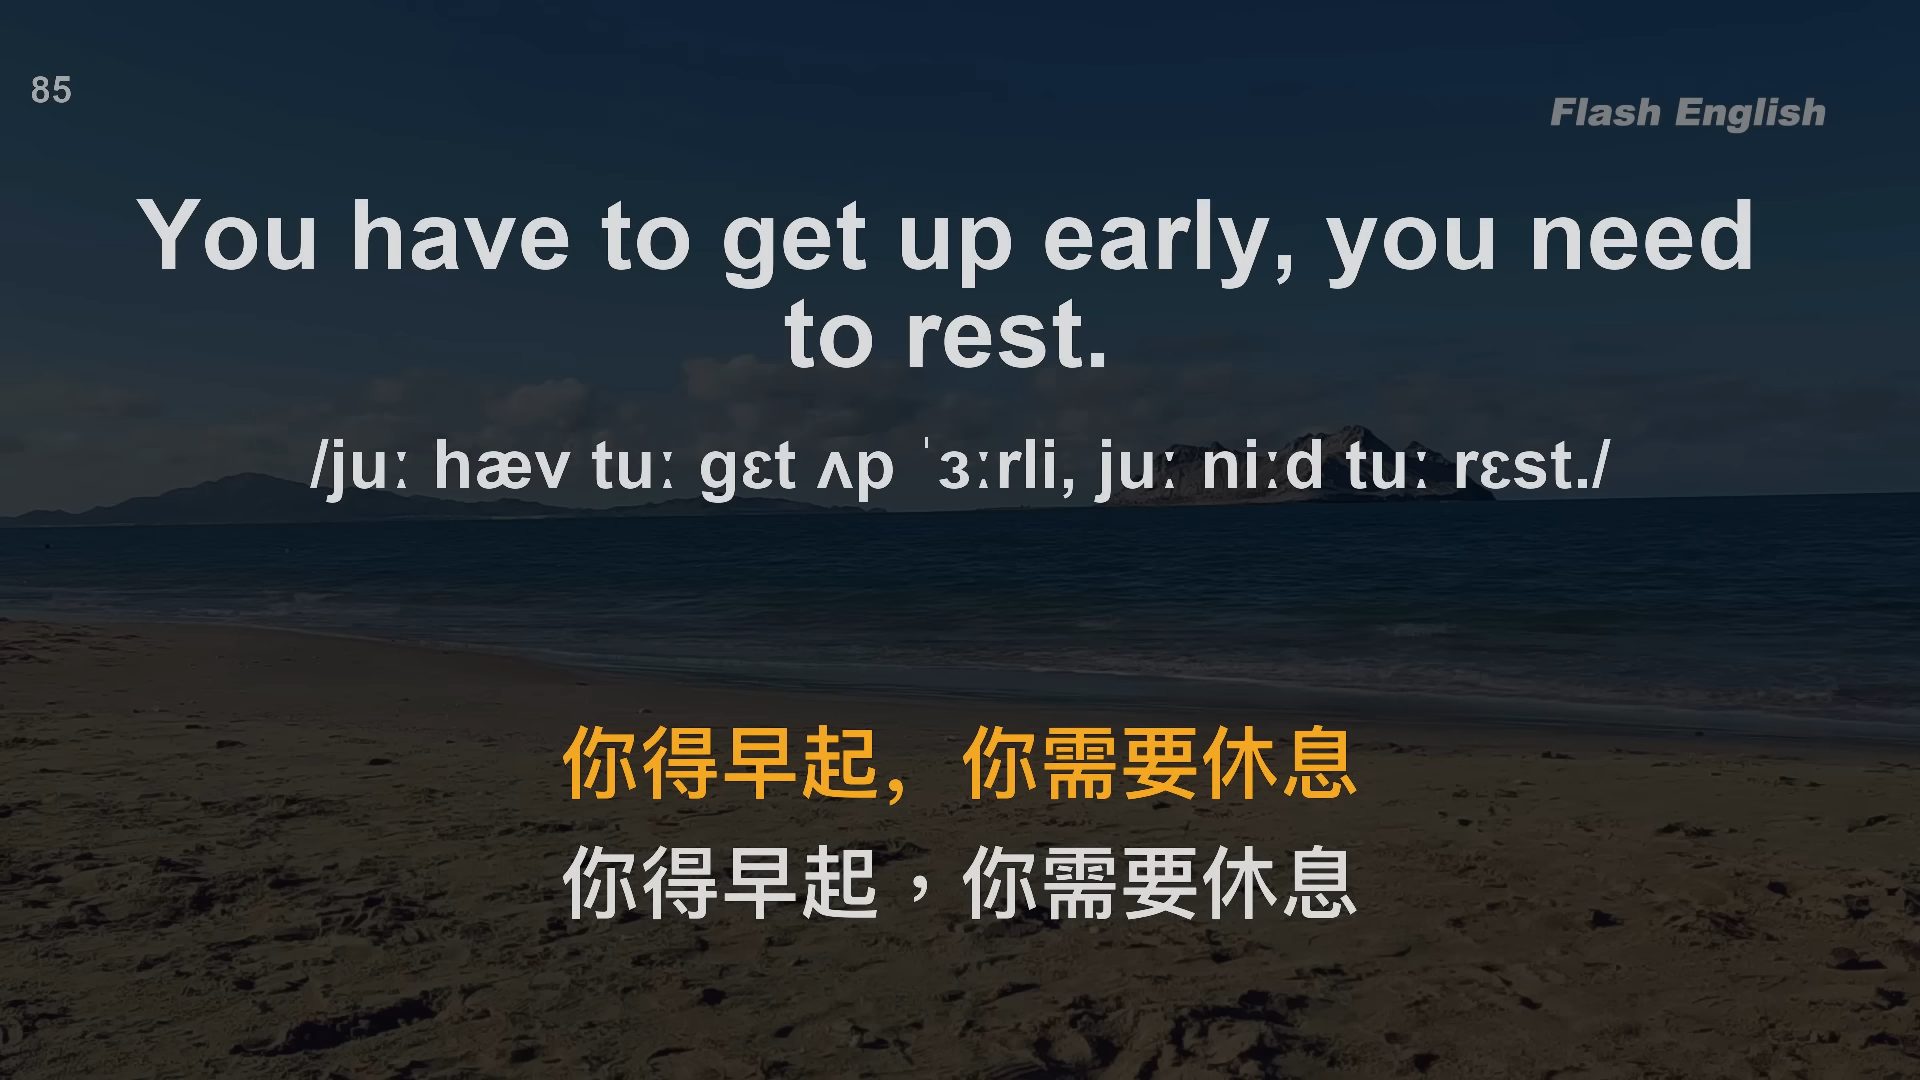 85
Flash English
You have to get up early, you need
to rest.
/juː hæv tuː gɛt ʌp ˈɜːrli, juː niːd tuː rɛst./
你得早起，你需要休息
你得早起，你需要休息